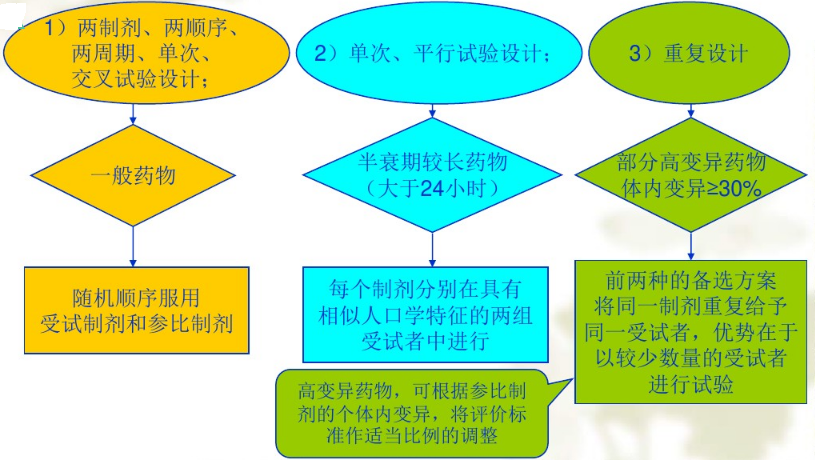 1）两制剂、两顺序、
两周期、单次、
交叉试验设计；
一般药物
随机顺序服用
受试制剂和参比制剂
2）单次、平行试验设计；
半衰期较长药物
（大于24小时）
每个制剂分别在具有
相似人口学特征的两组
受试者中进行
3）重复设计
部分高变异药物
体内变异≥30%
前两种的备选方案
将同一制剂重复给予
同一受试者，优势在于
以较少数量的受试者
进行试验
高变异药物，可根据参比制
剂的个体内变异，将评价标
准作适当比例的调整